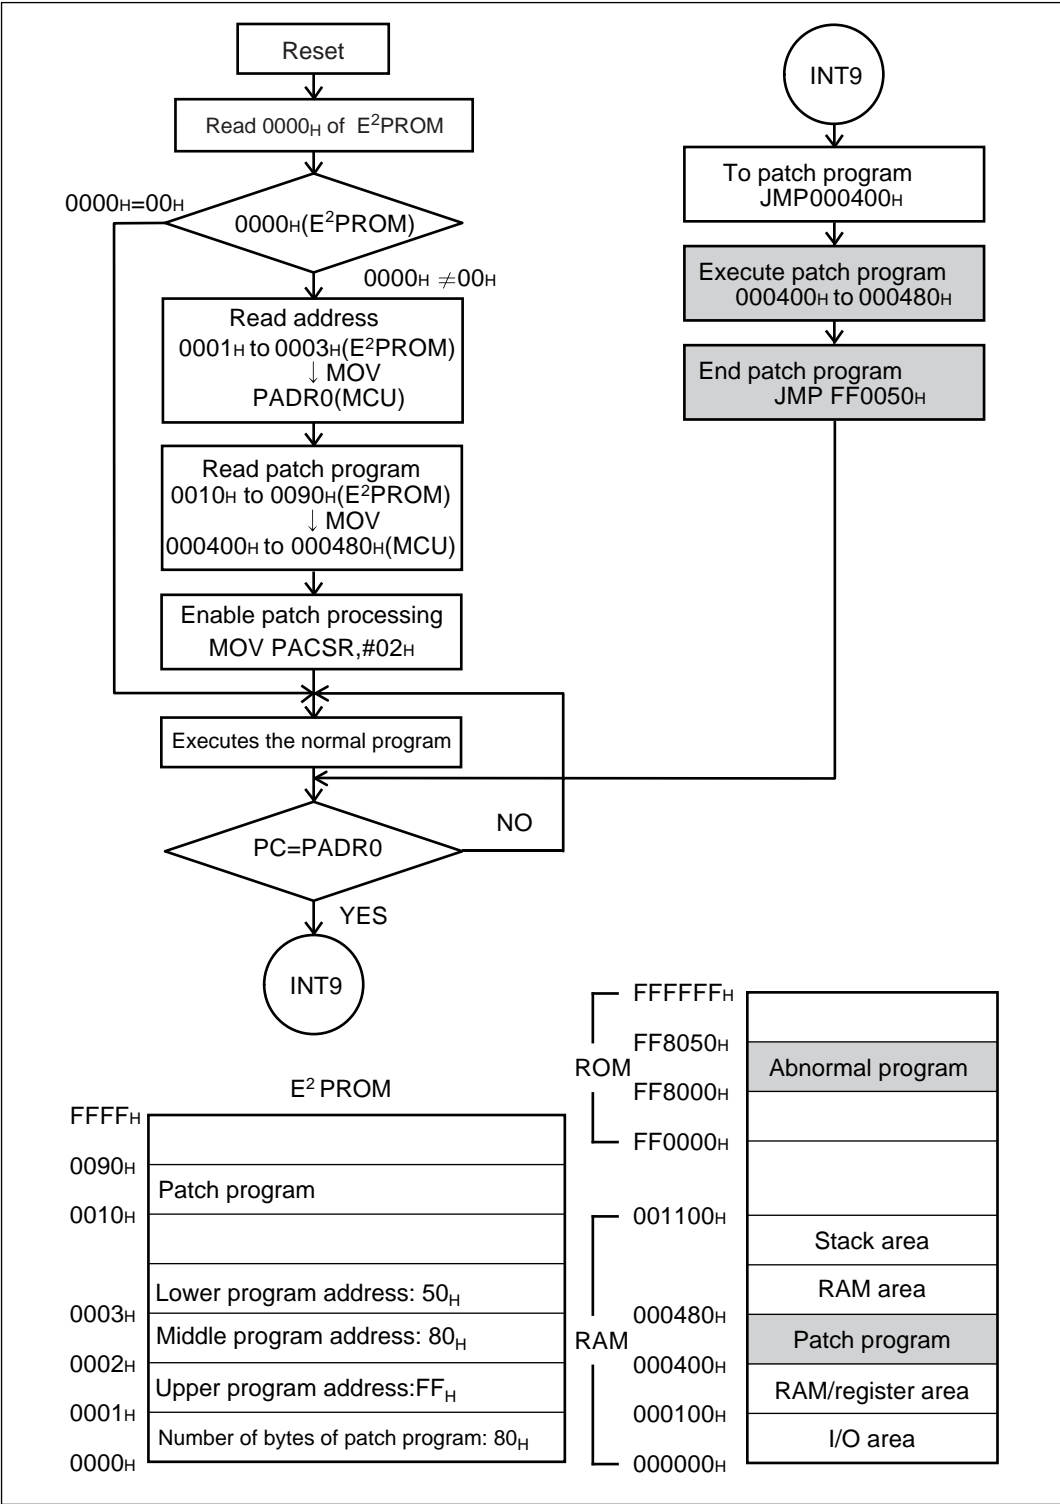 Reset
Read 0000H of E2PROM
0000H=00H
0000H(E2PROM)
0000H ≠00H
Read address
0001H to 0003H(E2PROM)
↓ MOV
PADR0(MCU)
Read patch program
0010H to 0090H(E2PROM)
↓ MOV
000400H to 000480H(MCU)
Enable patch processing
MOV PACSR,#02H
Executes the normal program
PC=PADR0
NO
YES
INT9
INT9
To patch program
JMP000400H
Execute patch program
000400H to 000480H
End patch program
JMP FF0050H
E2 PROM
FFFFH
0090H
Patch program
0010H
Lower program address: 50H
0003H
Middle program address: 80H
0002H
Upper program address:FFH
0001H
Number of bytes of patch program: 80H
0000H
FFFFFFH
FF8050H
ROM
Abnormal program
FF8000H
FF0000H
001100H
Stack area
RAM area
000480H
RAM
Patch program
000400H
RAM/register area
000100H
I/O area
000000H